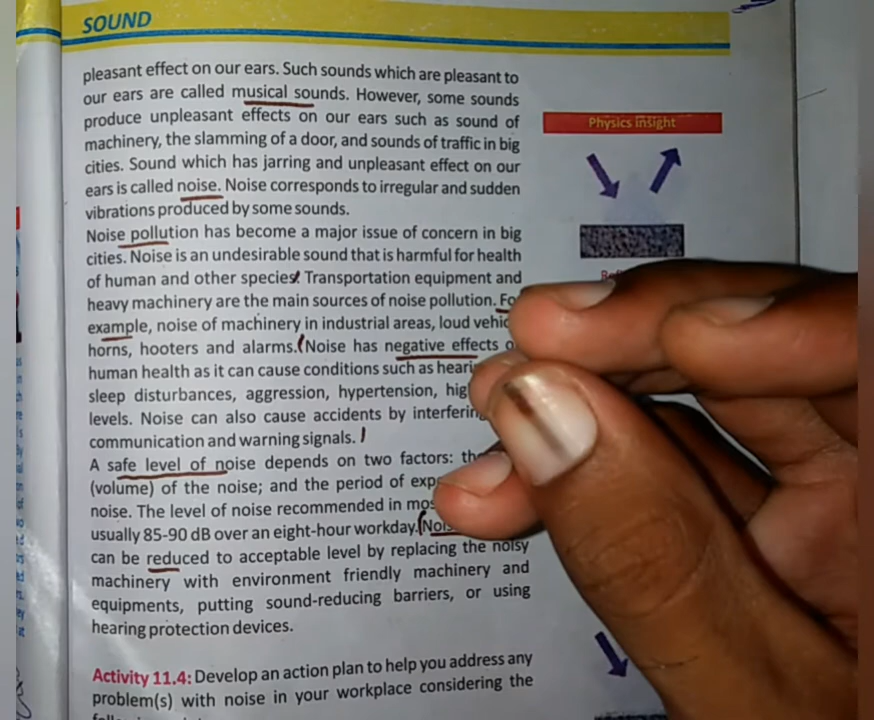 SOUND
pleasant effect on our ears. Such sounds which are pleasant to
our ears are called musical sounds. However, some sounds
produce unpleasant effects on our ears such as sound of
machinery, the slamming of a door, and sounds of traffic in big
cities. Sound which has jarring and unpleasant effect on our
ears is called noise. Noise corresponds to irregular and sudden
vibrations produced by some sounds.
Noise pollution has become a major issue of concern in big
cities. Noise is an undesirable sound that is harmful for health
of human and other species. Transportation equipment and
heavy machinery are the main sources of noise pollution.
example, noise of machinery in industrial areas, loud
horns, hooters and alarms. Noise has negative effects
human health as it can cause conditions such as
sleep disturbances, aggression, hypertension,
levels. Noise can also cause accidents by
communication and warning signals.
A safe level of noise depends on two factors:
(volume) of the noise; and the period of
noise. The level of noise recommended in
usually 85-90 dB over an eight-hour workday.
can be reduced to acceptable level by replacing the noisy
machinery with environment friendly machinery and
equipments, putting sound-reducing barriers, or using
hearing protection devices.
Activity 11.4: Develop an action plan to help you address any
problem(s) with noise in your workplace considering the
Physics insight